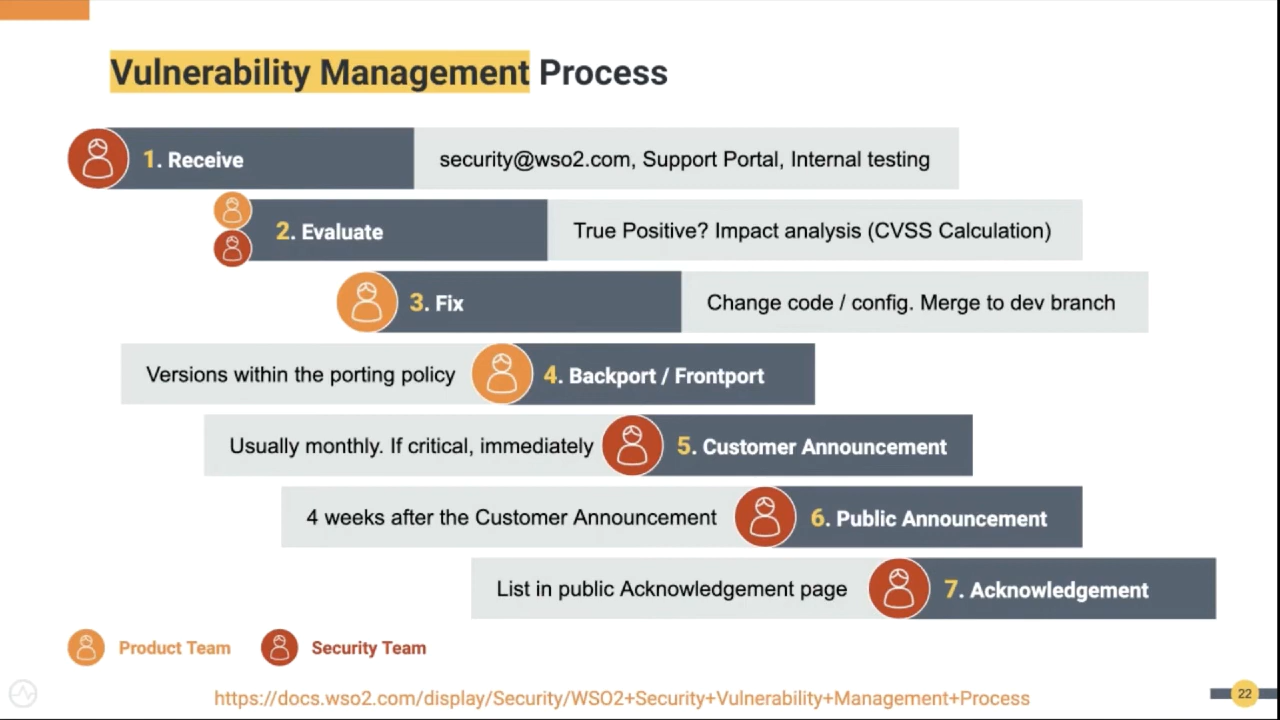 Vulnerability Management Process
1. Receive
security@wso2.com, Support Portal, Internal testing
2. Evaluate
True Positive? Impact analysis (CVSS Calculation)
3. Fix
Change code / config. Merge to dev branch
Versions within the porting policy
4. Backport / Frontport
Usually monthly. If critical, immediately
5. Customer Announcement
4 weeks after the Customer Announcement
6. Public Announcement
List in public Acknowledgement page
7. Acknowledgement
Product Team
Security Team
https://docs.wso2.com/display/Security/WSO2+Security+Vulnerability+Management+Process
22